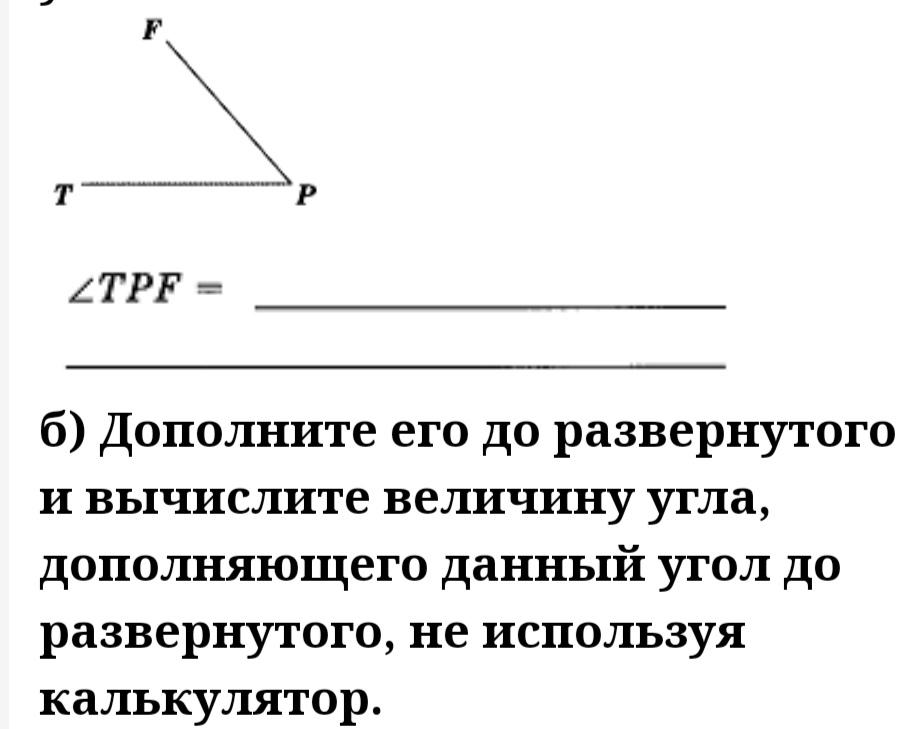 F
T
P
∠TPF =
б) Дополните его до развернутого
и вычислите величину угла,
дополняющего данный угол до
развернутого, не используя
калькулятор.